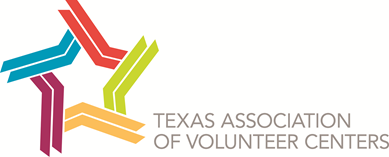 TEXAS ASSOCIATION
OF VOLUNTEER CENTERS